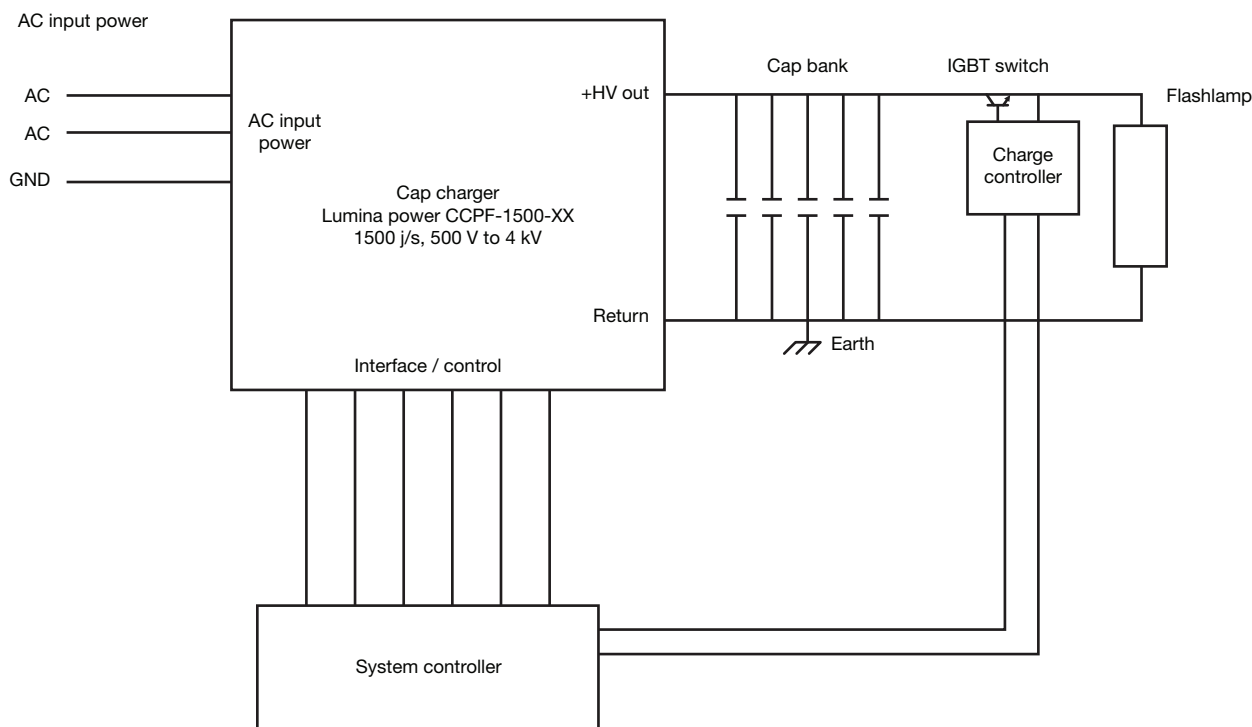 AC input power
AC
AC
GND
AC input
power
+HV out
Cap charger
Lumina power CCPF-1500-XX
1500 j/s, 500 V to 4 kV
Return
Interface / control
Cap bank
IGBT switch
Flashlamp
Charge
controller
Earth
System controller